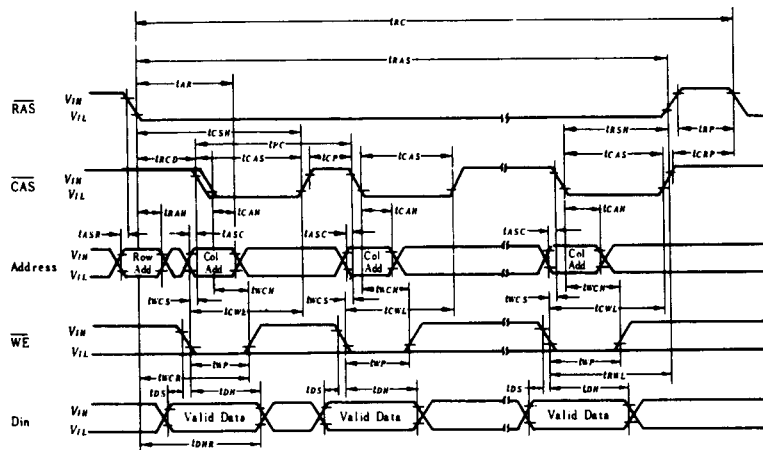 tRC
tRAS
tAR
RAS
VIH
VIL
tCSH
tPC
tRSH
tRP
tRCD
tCAS
tCP
tCAS
tCAS
tCRP
CAS
VIH
VIL
tRAH
tCAH
tCAH
tCAH
tASR
tASC
tASC
tASC
Address
VIH
VIL
Row Add
Col Add
Col Add
Col Add
tWCH
tWCH
tWCH
tWCS
tCWL
tWCS
tCWL
tWCS
tCWL
WE
VIH
VIL
tWP
tWP
tWP
tWCR
tRWL
tDS
tDH
tDS
tDH
tDS
tDH
Din
VIH
VIL
Valid Data
Valid Data
Valid Data
tDHR